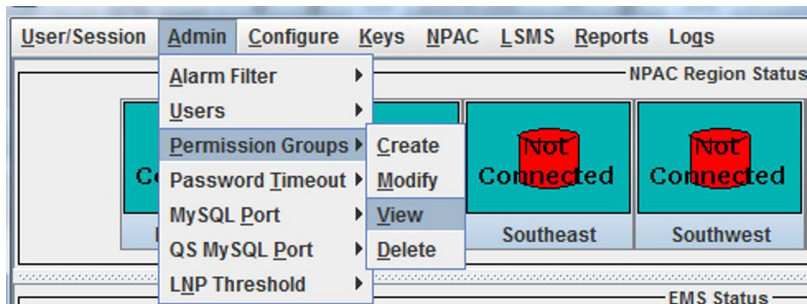 User/Session Admin Configure Keys NPAC LSMS Reports Logs
NPAC Region Status
Alarm Filter
Users
Permission Groups
Password Timeout
MySQL Port
QS MySQL Port
LNP Threshold
Create
Modify
View
Delete
Not
Connected
Southeast
Not
Connected
Southwest
EMS Status